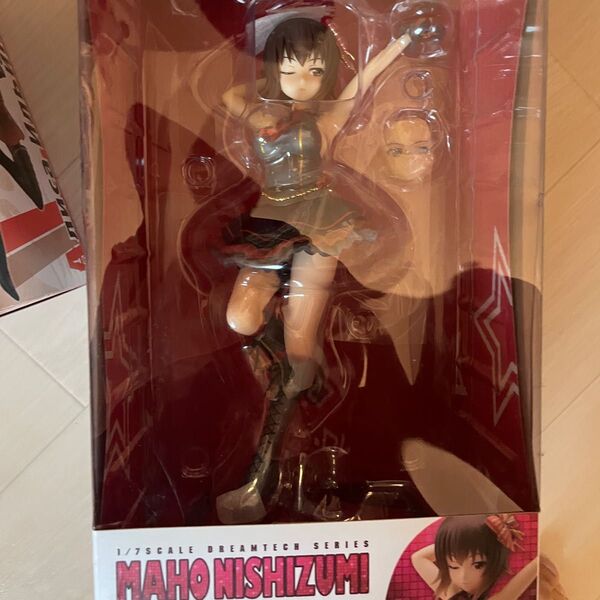 1/7SCALE DREAMTECH SERIES
MAHO NISHIZUMI